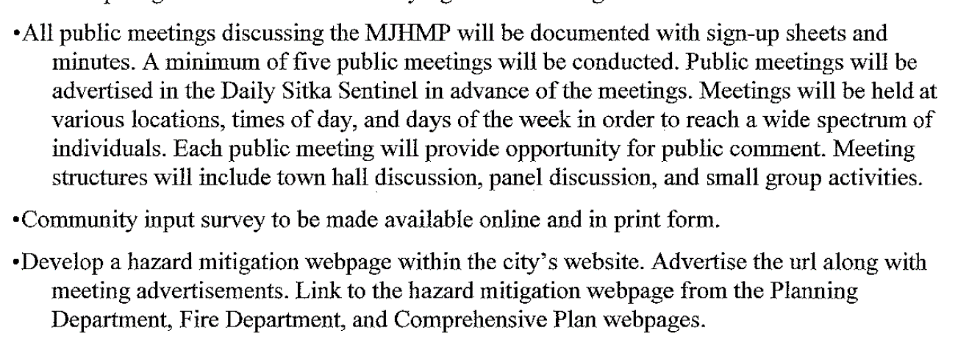 •All public meetings discussing the MJHMP will be documented with sign-up sheets and
minutes. A minimum of five public meetings will be conducted. Public meetings will be
advertised in the Daily Sitka Sentinel in advance of the meetings. Meetings will be held at
various locations, times of day, and days of the week in order to reach a wide spectrum of
individuals. Each public meeting will provide opportunity for public comment. Meeting
structures will include town hall discussion, panel discussion, and small group activities.
•Community input survey to be made available online and in print form.
•Develop a hazard mitigation webpage within the city's website. Advertise the url along with
meeting advertisements. Link to the hazard mitigation webpage from the Planning
Department, Fire Department, and Comprehensive Plan webpages.